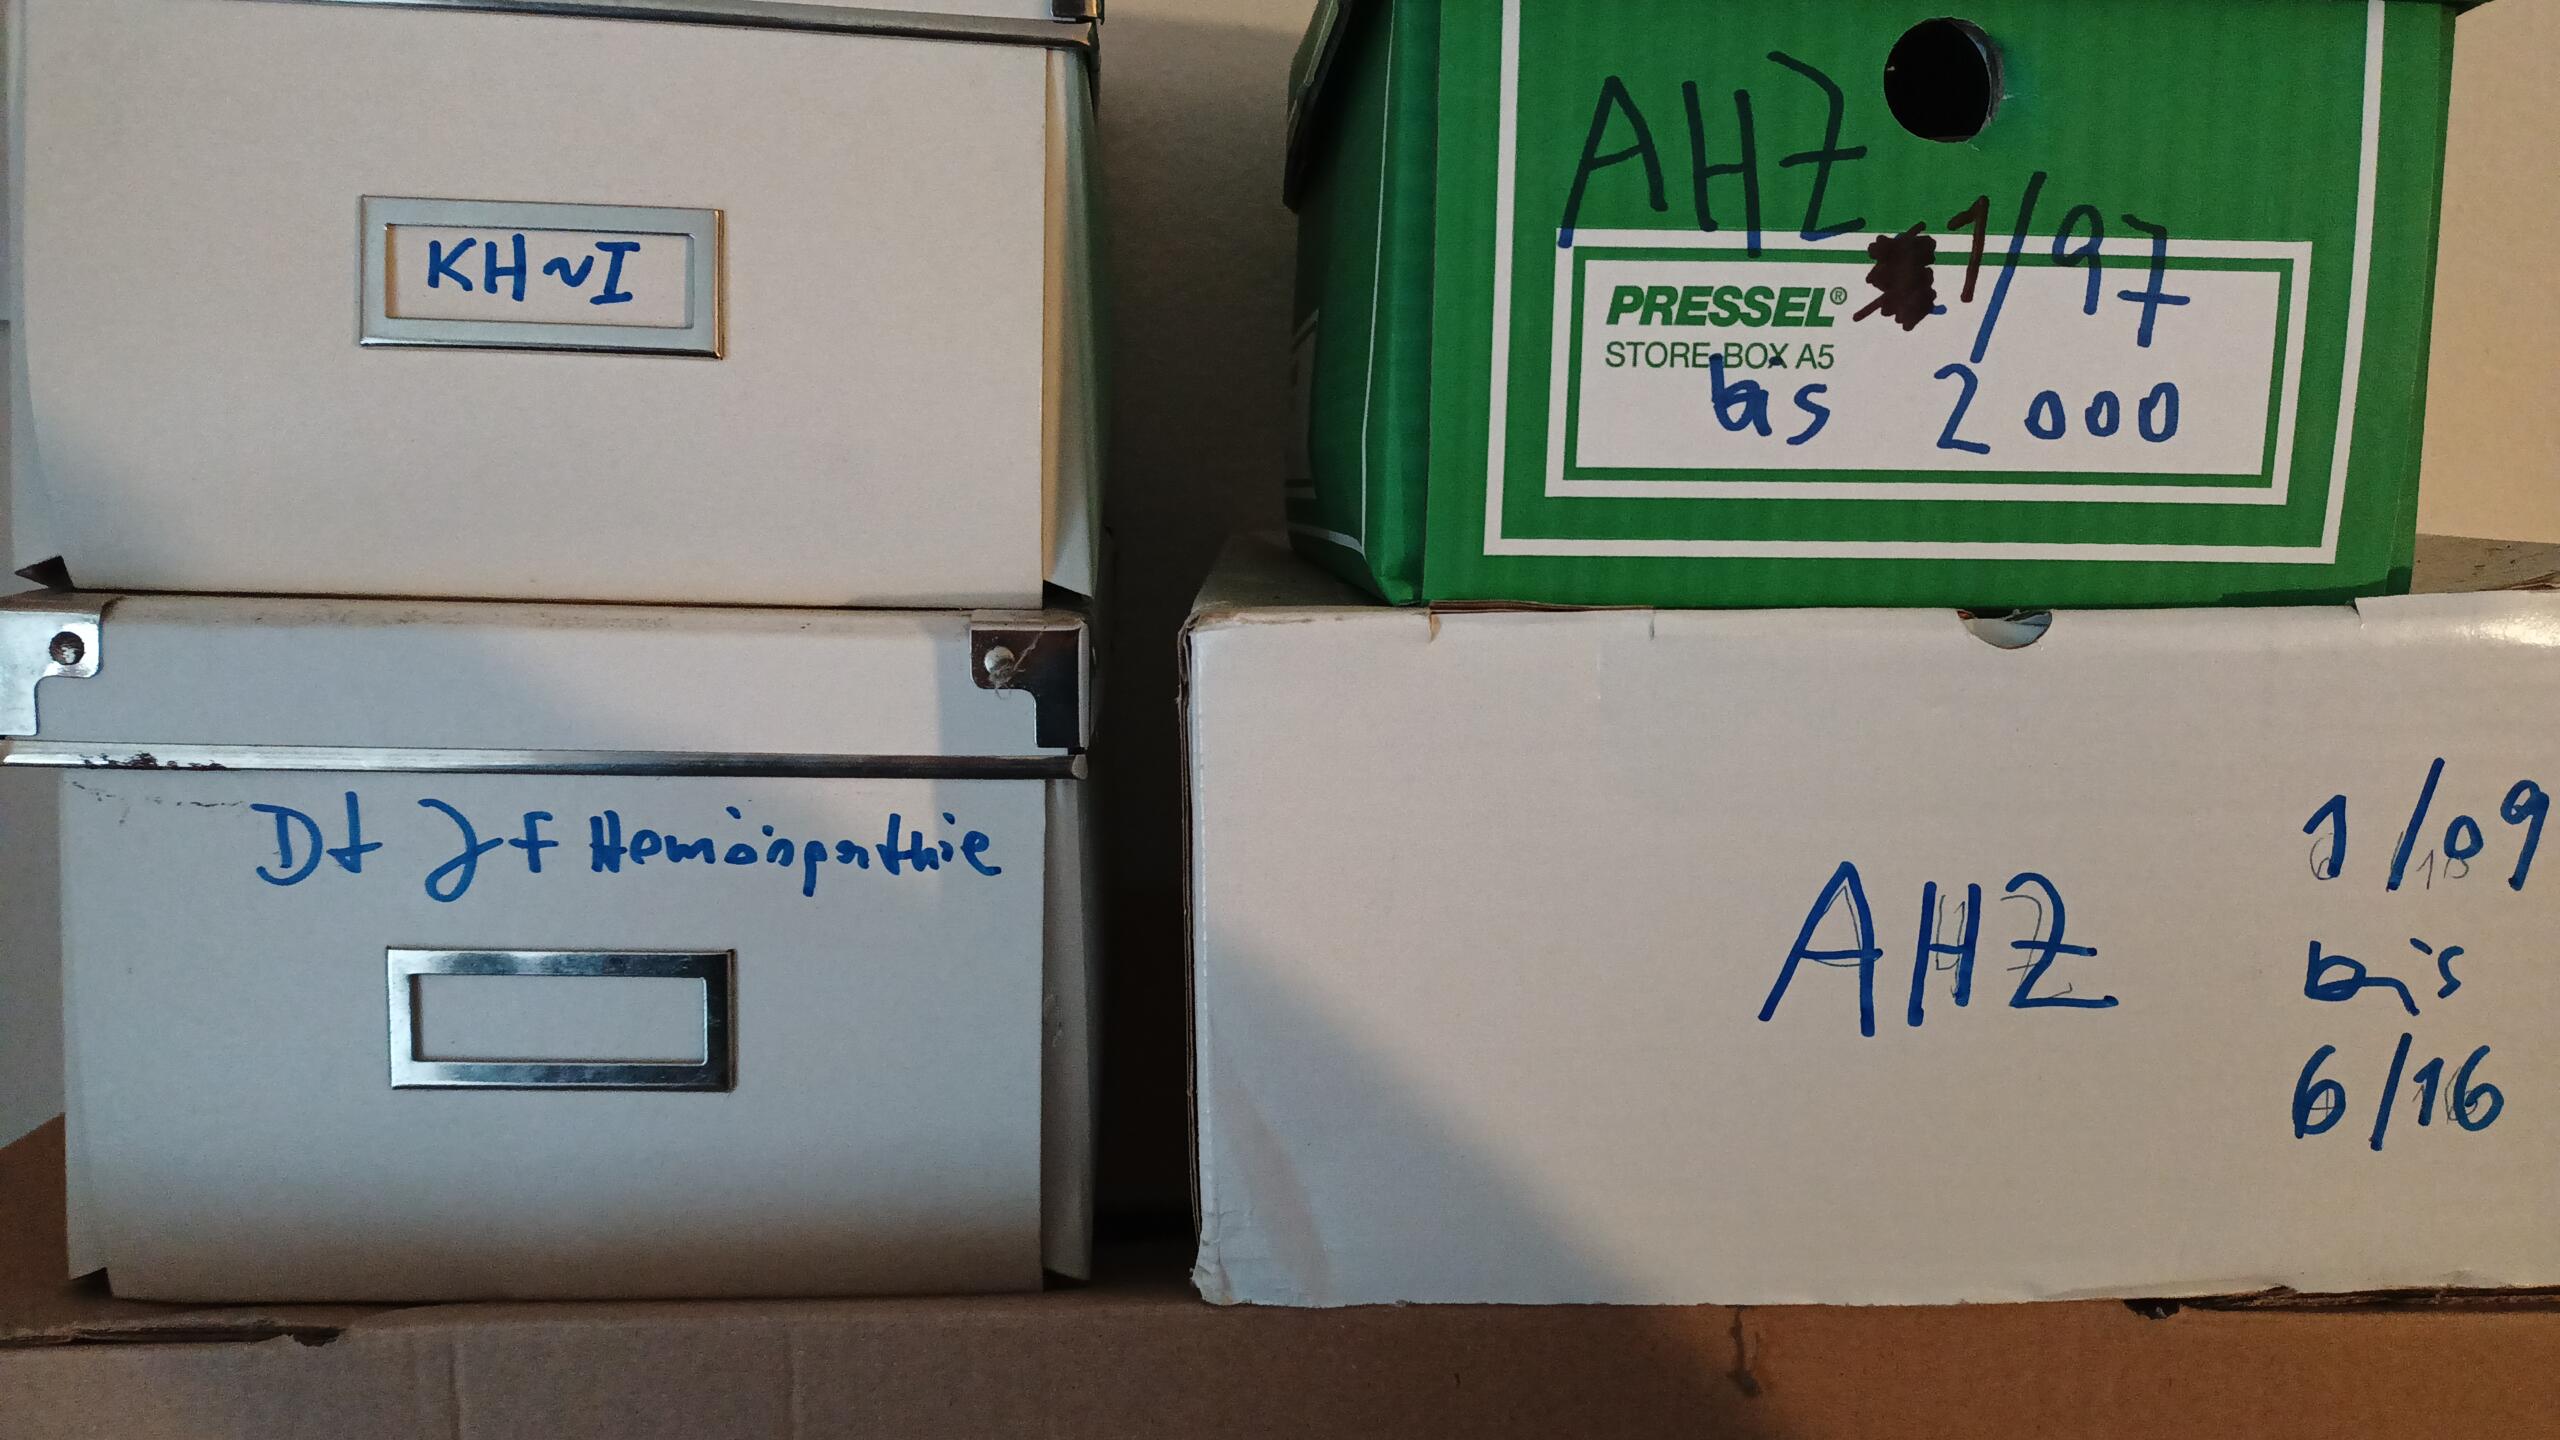 KH~I
Dt Jf Homöopathie
AHZ
1/97
PRESSEL®
STORE-BOX A5
bis 2000
AHZ
1/09
bis
6/16